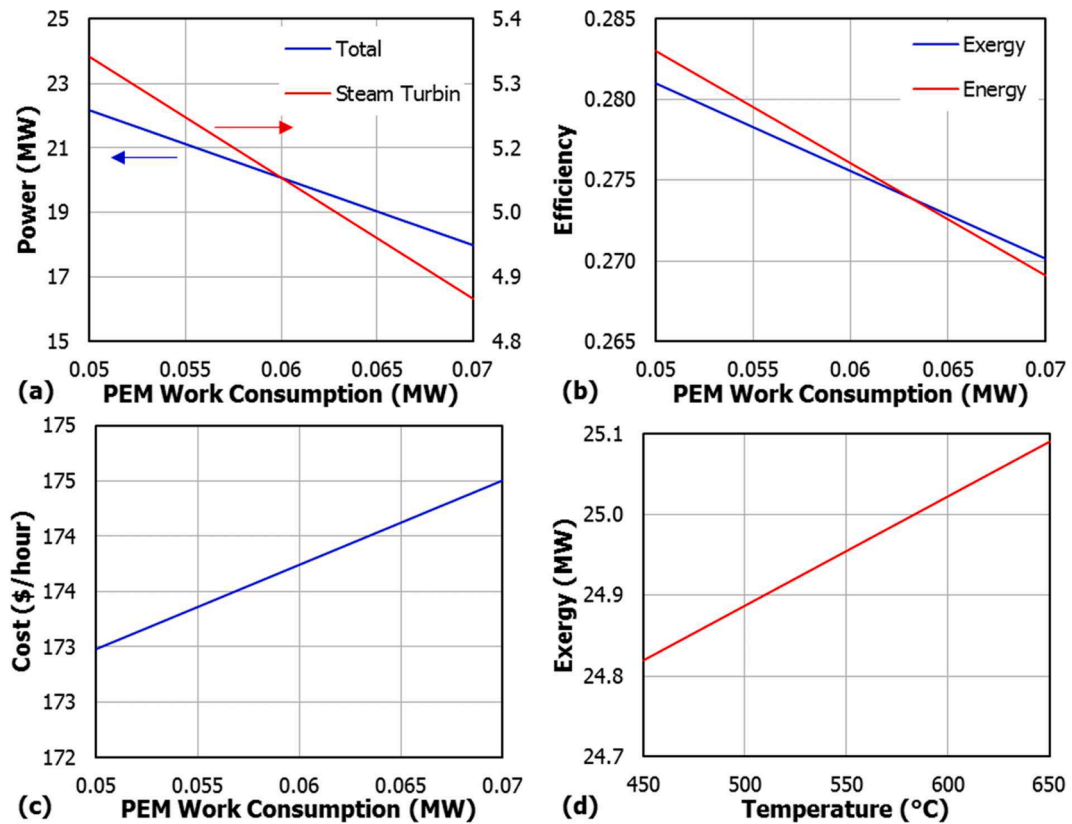 25
23
21
19
17
15
Power (MW)
5.4
5.3
5.2
5.0
4.9
4.8
Total
Steam Turbin
0.05 0.055 0.06 0.065 0.07
(a) PEM Work Consumption (MW)
0.285
0.280
0.275
0.270
0.265
Efficiency
Exergy
Energy
0.05 0.055 0.06 0.065 0.07
(b) PEM Work Consumption (MW)
175
175
174
174
173
173
172
Cost ($/hour)
0.05 0.055 0.06 0.065 0.07
(c) PEM Work Consumption (MW)
25.1
25.0
24.9
24.8
24.7
Exergy (MW)
450 500 550 600 650
(d) Temperature (°C)